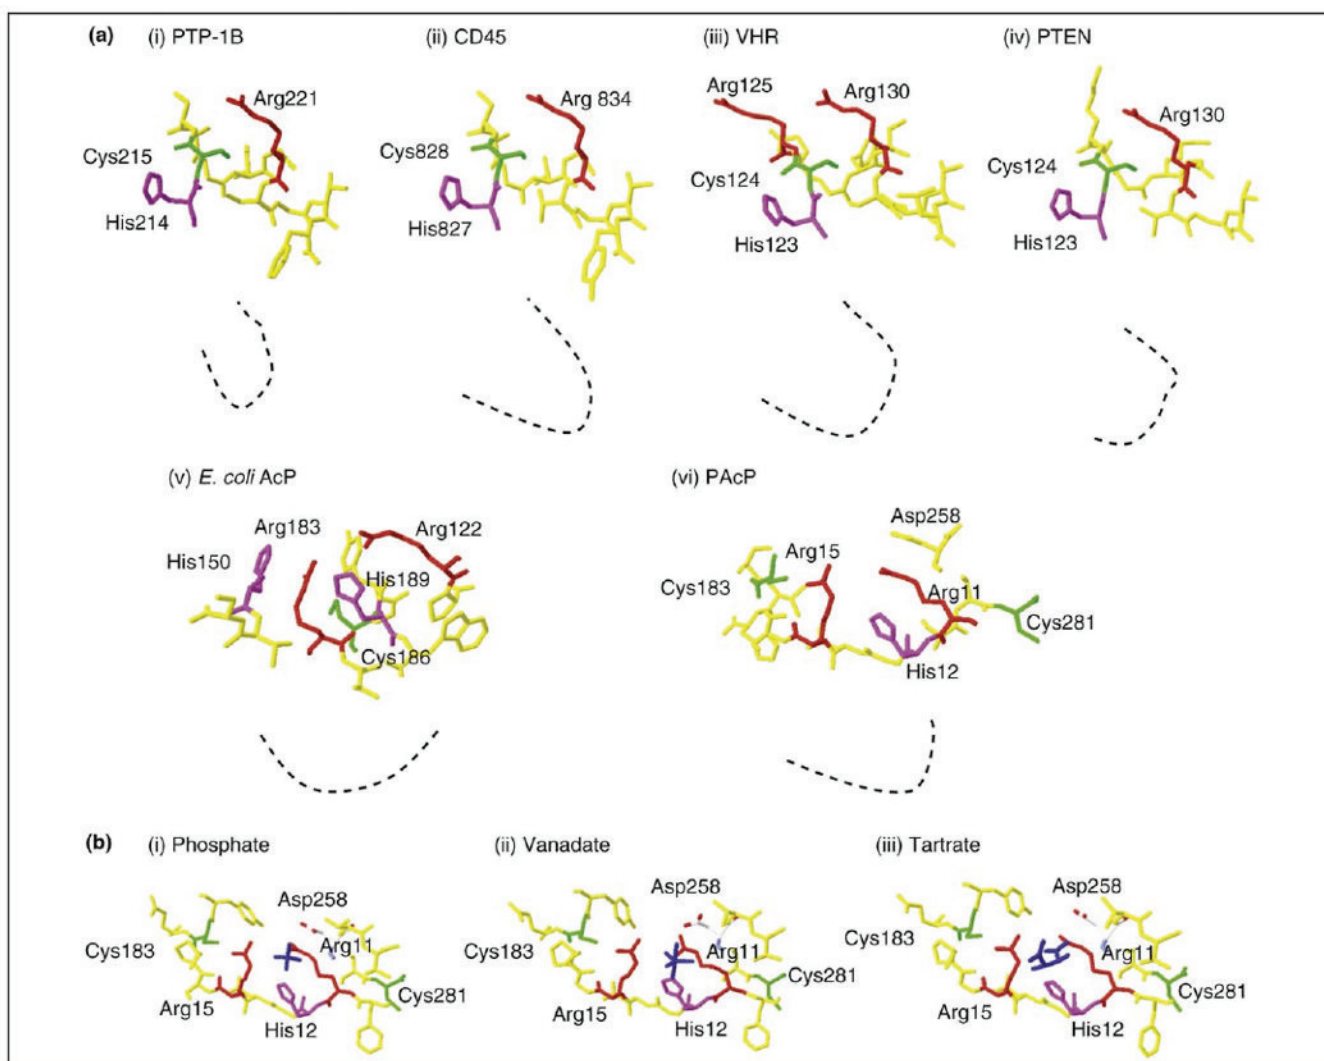 (a) (i) PTP-1B (ii) CD45 (iii) VHR (iv) PTEN
Arg221
Cys215
His214
Arg 834
Cys828
His827
Arg125
Arg130
Cys124
His123
Arg130
Cys124
His123
(v) E. coli AcP (vi) PAcP
Arg183
Arg122
His150
His189
Cys186
Asp258
Arg15
Cys183
Arg11
Cys281
His12
(b) (i) Phosphate (ii) Vanadate (iii) Tartrate
Asp258
Cys183
Arg11
Cys281
Arg15
His12
Asp258
Cys183
Arg11
Cys281
Arg15
His12
Asp258
Cys183
Arg11
Cys281
Arg15
His12